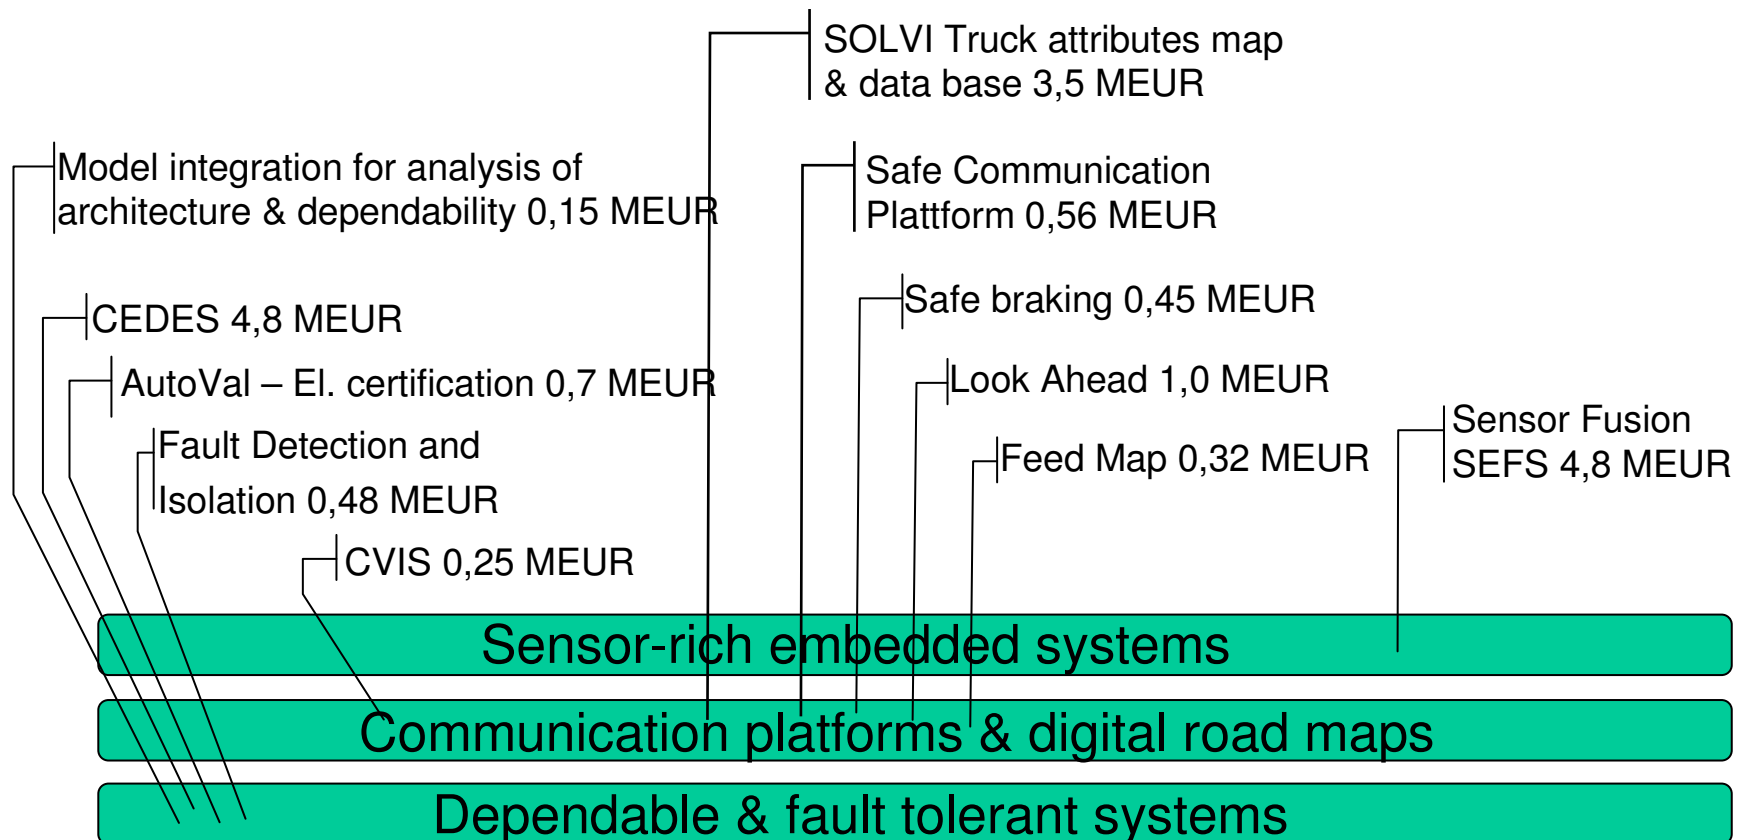 SOLVI Truck attributes map
& data base 3,5 MEUR
Model integration for analysis of
architecture & dependability 0,15 MEUR
Safe Communication
Plattform 0,56 MEUR
CEDES 4,8 MEUR
Safe braking 0,45 MEUR
AutoVal – El. certification 0,7 MEUR
Look Ahead 1,0 MEUR
Fault Detection and
Isolation 0,48 MEUR
Feed Map 0,32 MEUR
Sensor Fusion
SEFS 4,8 MEUR
CVIS 0,25 MEUR
Sensor-rich embedded systems
Communication platforms & digital road maps
Dependable & fault tolerant systems